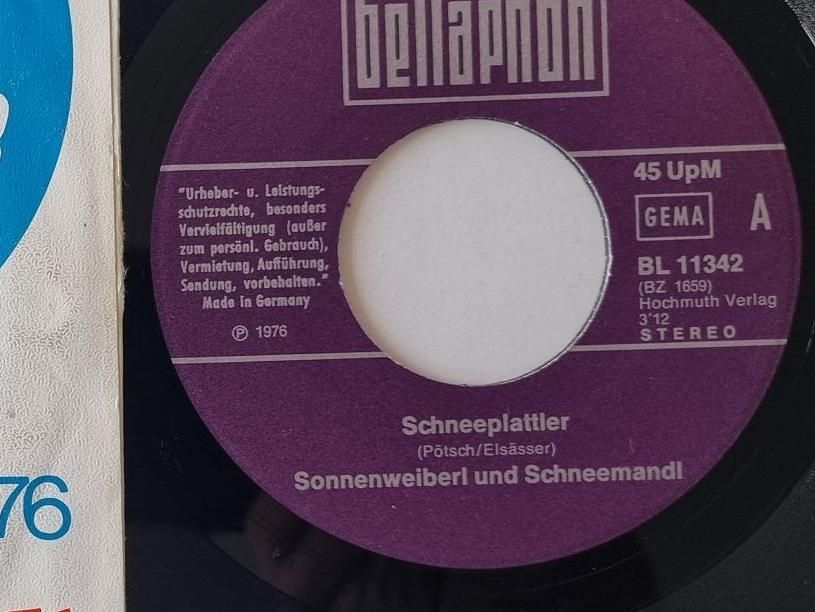 bellaphon
"Urheber- u. Leistungs-
schutzrechte, besonders
Vervielfältigung (außer
zum persönl. Gebrauch),
Vermietung, Aufführung,
Sendung, vorbehalten."
Made in Germany
Ⓟ 1976
45 UpM
GEMA A
BL 11342
(BZ 1659)
Hochmuth Verlag
3'12
STEREO
Schneeplattler
(Pötsch/Elsässer)
Sonnenweiberl und Schneemandl
76